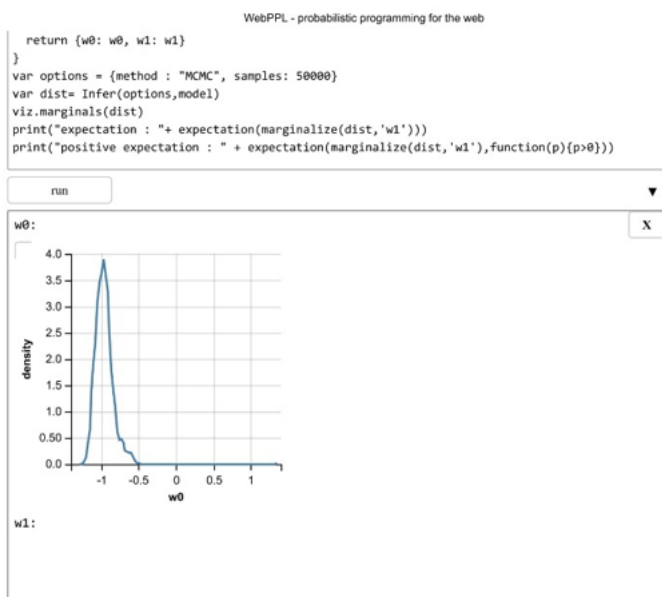 WebPPL - probabilistic programming for the web
return {w0: w0, w1: w1}
}
var options = {method : "MCMC", samples: 50000}
var dist= Infer(options,model)
viz.marginals(dist)
print("expectation : "+ expectation(marginalize(dist,'w1')))
print("positive expectation : " + expectation(marginalize(dist,'w1'),function(p){p>0}))
run
X
w0:
4.0
3.5
3.0
2.5
2.0
1.5
1.0
0.50
0.0
density
-1 -0.5 0 0.5 1
w0
w1: